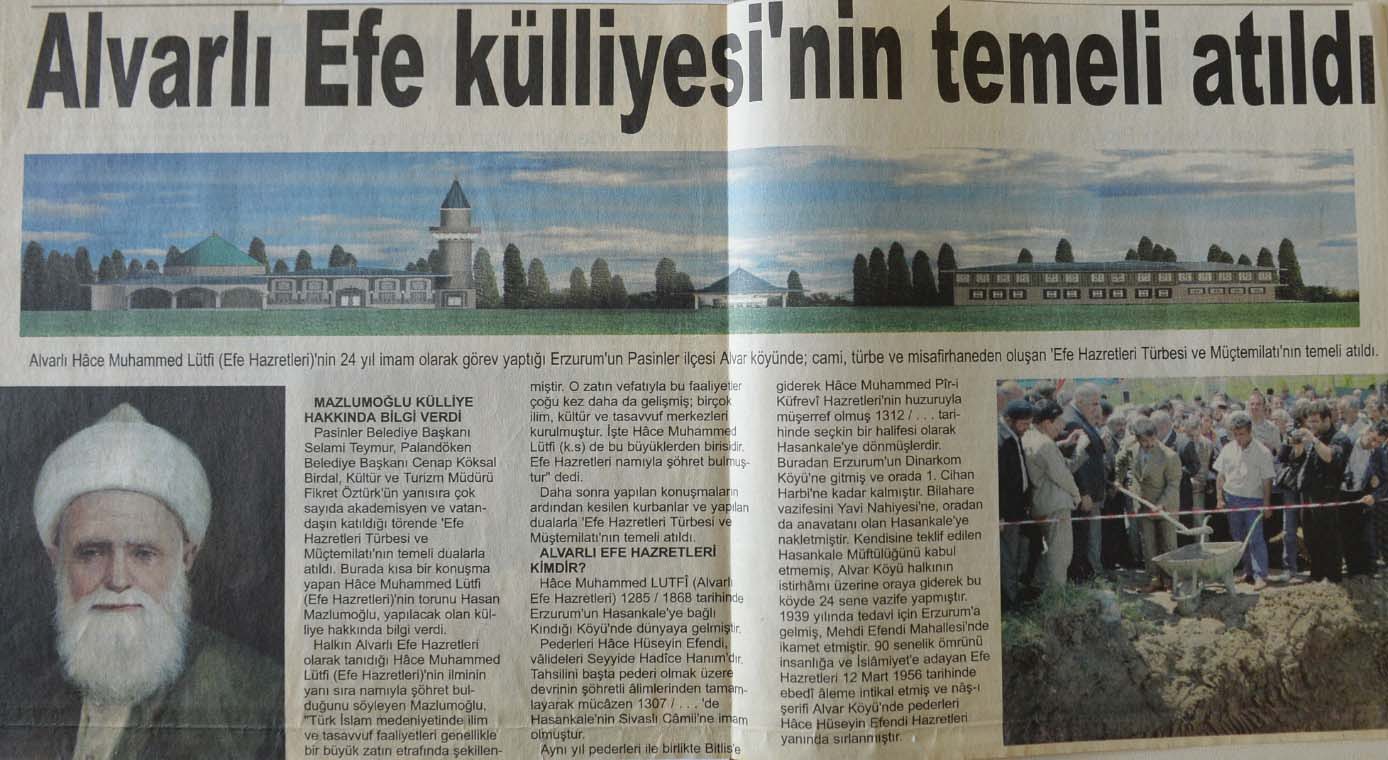 Alvarlı Efe külliyesi'nin temeli atıldı
Alvarlı Hâce Muhammed Lütfi (Efe Hazretleri)'nin 24 yıl imam olarak görev yaptığı Erzurum'un Pasinler ilçesi Alvar köyünde; cami, türbe ve misafirhaneden oluşan 'Efe Hazretleri Türbesi ve Müçtemilatı'nın temeli atıldı.
MAZLUMOĞLU KÜLLİYE
HAKKINDA BİLGİ VERDİ
Pasinler Belediye Başkanı
Selami Teymur, Palandöken
Belediye Başkanı Cenap Köksal
Birdal, Kültür ve Turizm Müdürü
Fikret Öztürk'ün yanısıra çok
sayıda akademisyen ve vatan-
daşın katıldığı törende 'Efe
Hazretleri Türbesi ve
Müçtemilatı'nın temeli dualarla
atıldı. Burada kısa bir konuşma
yapan Hâce Muhammed Lütfi
(Efe Hazretleri)'nin torunu Hasan
Mazlumoğlu, yapılacak olan kül-
liye hakkında bilgi verdi.
Halkın Alvarlı Efe Hazretleri
olarak tanıdığı Hâce Muhammed
Lütfi (Efe Hazretleri)'nin ilminin
yanı sıra namıyla şöhret bul-
duğunu söyleyen Mazlumoğlu,
"Türk İslam medeniyetinde ilim
ve tasavvuf faaliyetleri genellikle
bir büyük zatın etrafında şekillen-
miştir. O zatın vefatıyla bu faaliyetler
çoğu kez daha da gelişmiş; birçok
ilim, kültür ve tasavvuf merkezleri
kurulmuştur. İşte Hâce Muhammed
Lütfi (k.s) de bu büyüklerden birisidir.
Efe Hazretleri namıyla şöhret bulmuş-
tur" dedi.
Daha sonra yapılan konuşmaların
ardından kesilen kurbanlar ve yapılan
dualarla 'Efe Hazretleri Türbesi ve
Müştemilatı'nın temeli atıldı.
ALVARLI EFE HAZRETLERİ
KİMDİR?
Hâce Muhammed LUTFÎ (Alvarlı
Efe Hazretleri) 1285 / 1868 tarihinde
Erzurum'un Hasankale'ye bağlı
Kındığı Köyü'nde dünyaya gelmiştir.
Pederleri Hâce Hüseyin Efendi,
vâlideleri Seyyide Hadîce Hanım'dır.
Tahsilini başta pederi olmak üzere
devrinin şöhretli âlimlerinden tamam-
layarak mücâzen 1307 / . . . 'de
Hasankale'nin Sivaslı Câmii'ne imam
olmuştur.
Aynı yıl pederleri ile birlikte Bitlis'e
giderek Hâce Muhammed Pîr-i
Küfrevî Hazretleri'nin huzuruyla
müşerref olmuş 1312 / . . . tari-
hinde seçkin bir halifesi olarak
Hasankale'ye dönmüşlerdir.
Buradan Erzurum'un Dinarkom
Köyü'ne gitmiş ve orada 1. Cihan
Harbi'ne kadar kalmıştır. Bilahare
vazifesini Yavi Nahiyesi'ne, oradan
da anavatanı olan Hasankale'ye
nakletmiştir. Kendisine teklif edilen
Hasankale Müftülüğünü kabul
etmemiş, Alvar Köyü halkının
istirhâmı üzerine oraya giderek bu
köyde 24 sene vazife yapmıştır.
1939 yılında tedavi için Erzurum'a
gelmiş, Mehdi Efendi Mahallesi'nde
ikamet etmiştir. 90 senelik ömrünü
insanlığa ve İslâmiyet'e adayan Efe
Hazretleri 12 Mart 1956 tarihinde
ebedî âleme intikal etmiş ve nâş-ı
şerifi Alvar Köyü'nde pederleri
Hâce Hüseyin Efendi Hazretleri
yanında sırlanmıştır.